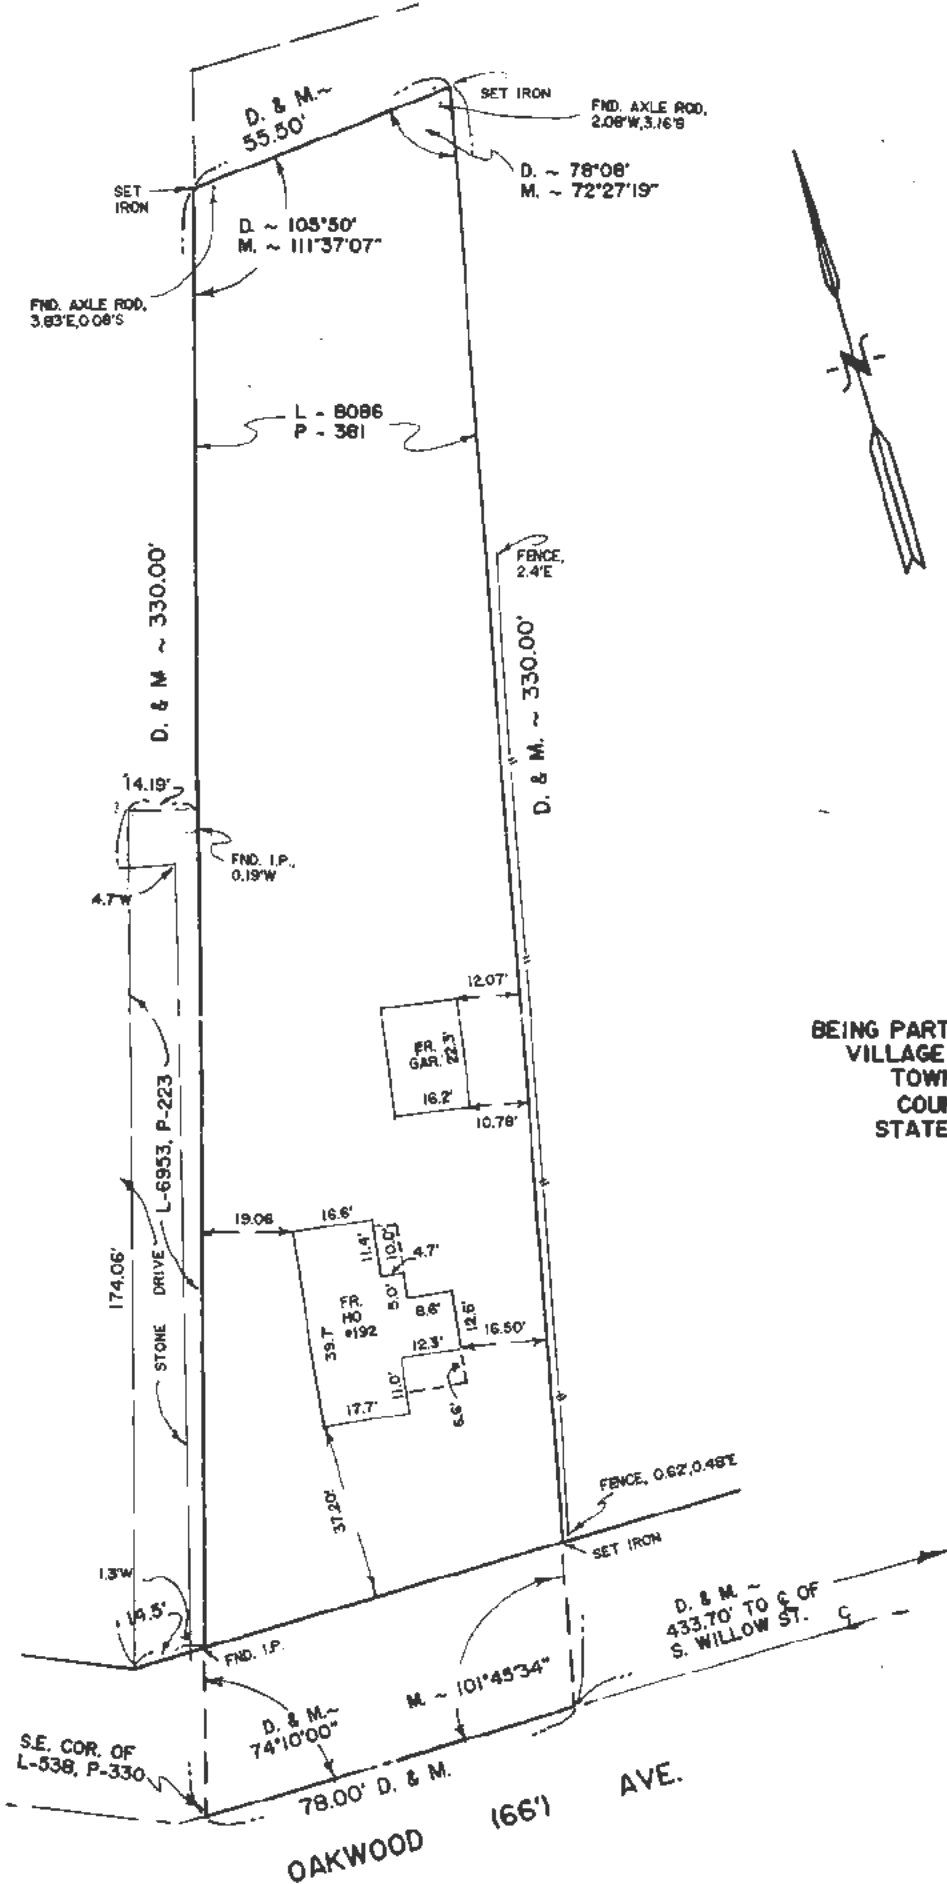 D. & M.~
55.50'
SET IRON
FND. AXLE ROD,
2.08'W,3.16'S
D. ~ 78°08'
M. ~ 72°27'19"
SET
IRON
D. ~ 105°50'
M. ~ 111°37'07"
FND. AXLE ROD,
3.83'E,0.08'S
N
L - 8086
P - 381
FENCE,
2.4'E
D. & M ~ 330.00'
D. & M. ~ 330.00'
14.19'
FND. I.P.,
0.19'W
4.7'W
12.07'
FR.
GAR.
22.3'
16.2'
10.78'
BEING PART
VILLAGE
TOWN
COUN
STATE
L-6953, P-223
174.06'
STONE DRIVE
19.06
16.6'
11.4'
10.0'
4.7'
5.0'
8.6'
12.6'
FR.
HO
#192
39.7
12.3'
16.50'
11.0'
17.7'
6.6'
37.20'
FENCE, 0.62',0.48'E
SET IRON
1.3'W
14.5'
FND. I.P.
D. & M. ~
433.70' TO ℄ OF
S. WILLOW ST.
℄
M. ~ 101°45'34"
D. & M.~
74°10'00"
S.E. COR. OF
L-538, P-330
78.00' D. & M.
OAKWOOD (66') AVE.